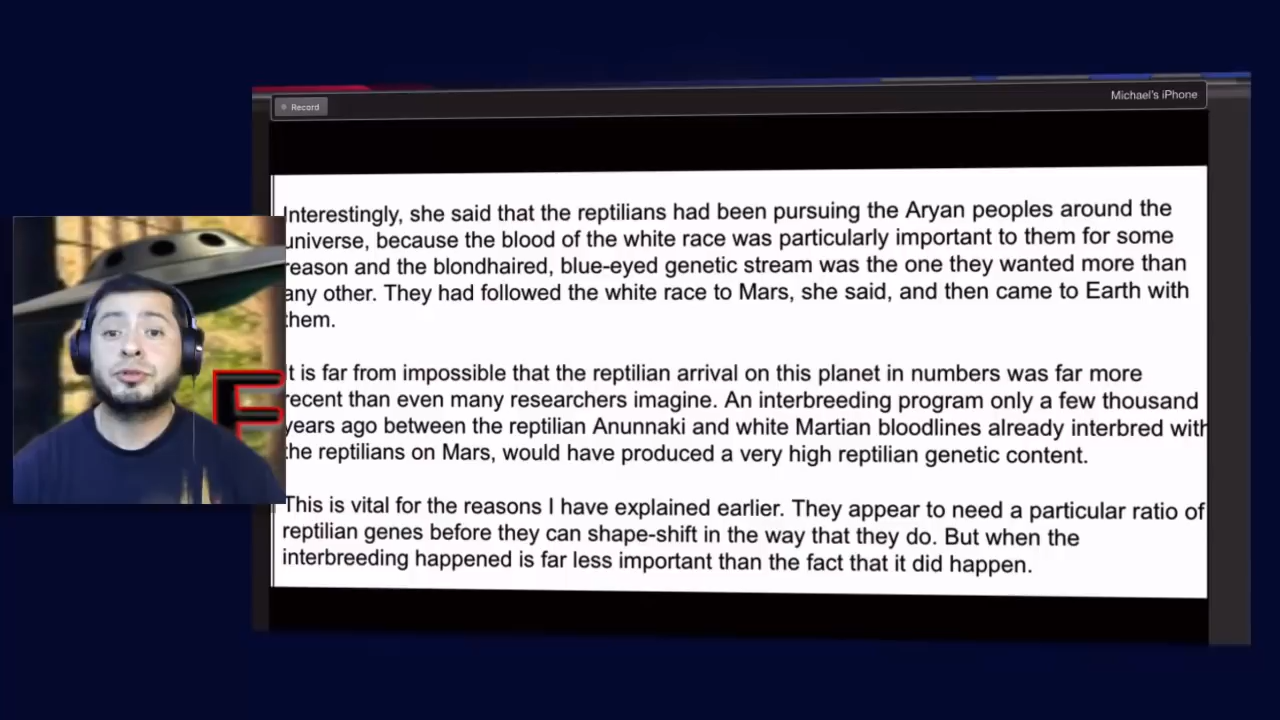 Record
Michael's iPhone
Interestingly, she said that the reptilians had been pursuing the Aryan peoples around the
universe, because the blood of the white race was particularly important to them for some
reason and the blondhaired, blue-eyed genetic stream was the one they wanted more than
any other. They had followed the white race to Mars, she said, and then came to Earth with
them.
It is far from impossible that the reptilian arrival on this planet in numbers was far more
recent than even many researchers imagine. An interbreeding program only a few thousand
years ago between the reptilian Anunnaki and white Martian bloodlines already interbred with
the reptilians on Mars, would have produced a very high reptilian genetic content.
This is vital for the reasons I have explained earlier. They appear to need a particular ratio of
reptilian genes before they can shape-shift in the way that they do. But when the
interbreeding happened is far less important than the fact that it did happen.
F